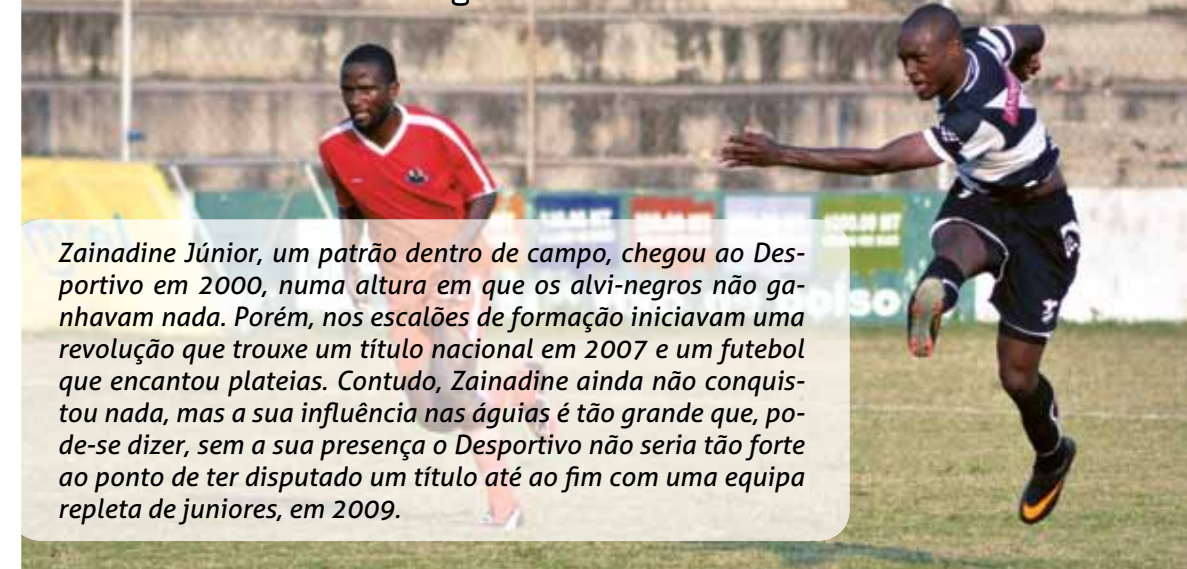 Zainadine Júnior, um patrão dentro de campo, chegou ao Des-
portivo em 2000, numa altura em que os alvi-negros não ga-
nhavam nada. Porém, nos escalões de formação iniciavam uma
revolução que trouxe um título nacional em 2007 e um futebol
que encantou plateias. Contudo, Zainadine ainda não conquis-
tou nada, mas a sua influência nas águias é tão grande que, po-
de-se dizer, sem a sua presença o Desportivo não seria tão forte
ao ponto de ter disputado um título até ao fim com uma equipa
repleta de juniores, em 2009.